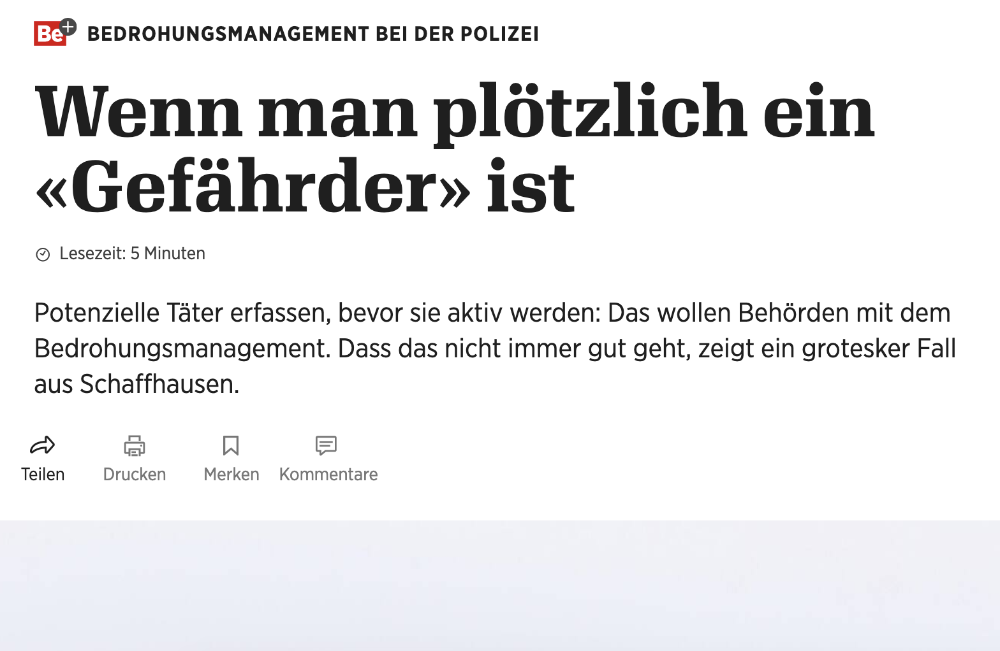 Be+ BEDROHUNGSMANAGEMENT BEI DER POLIZEI
Wenn man plötzlich ein
«Gefährder» ist
Lesezeit: 5 Minuten
Potenzielle Täter erfassen, bevor sie aktiv werden: Das wollen Behörden mit dem
Bedrohungsmanagement. Dass das nicht immer gut geht, zeigt ein grotesker Fall
aus Schaffhausen.
Teilen Drucken Merken Kommentare